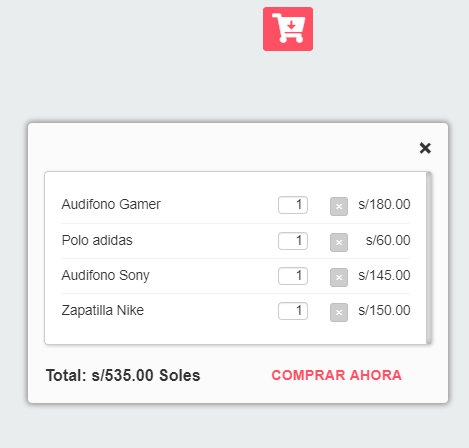 Audifono Gamer 1 × s/180.00
Polo adidas 1 × s/60.00
Audifono Sony 1 × s/145.00
Zapatilla Nike 1 × s/150.00
Total: s/535.00 Soles COMPRAR AHORA